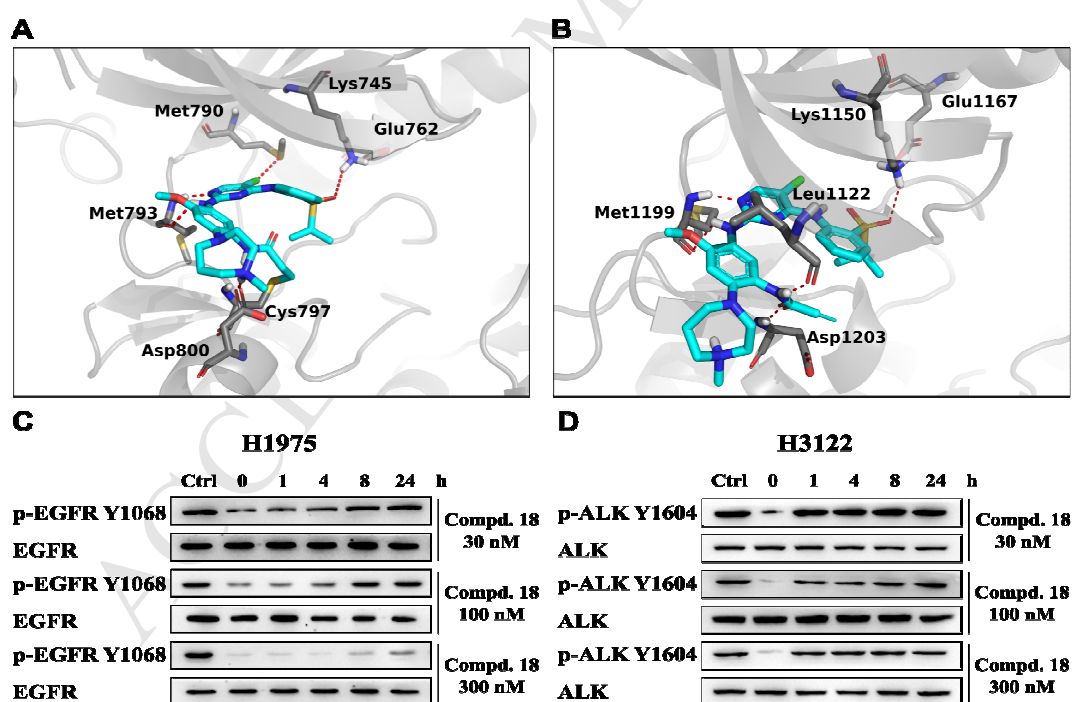 A
B
Lys745
Met790
Glu762
Met793
Cys797
Asp800
Glu1167
Lys1150
Leu1122
Met1199
Asp1203
C
D
H1975
H3122
Ctrl 0 1 4 8 24 h
Ctrl 0 1 4 8 24 h
p-EGFR Y1068
EGFR
Compd. 18
30 nM
p-EGFR Y1068
EGFR
Compd. 18
100 nM
p-EGFR Y1068
EGFR
Compd. 18
300 nM
p-ALK Y1604
ALK
Compd. 18
30 nM
p-ALK Y1604
ALK
Compd. 18
100 nM
p-ALK Y1604
ALK
Compd. 18
300 nM